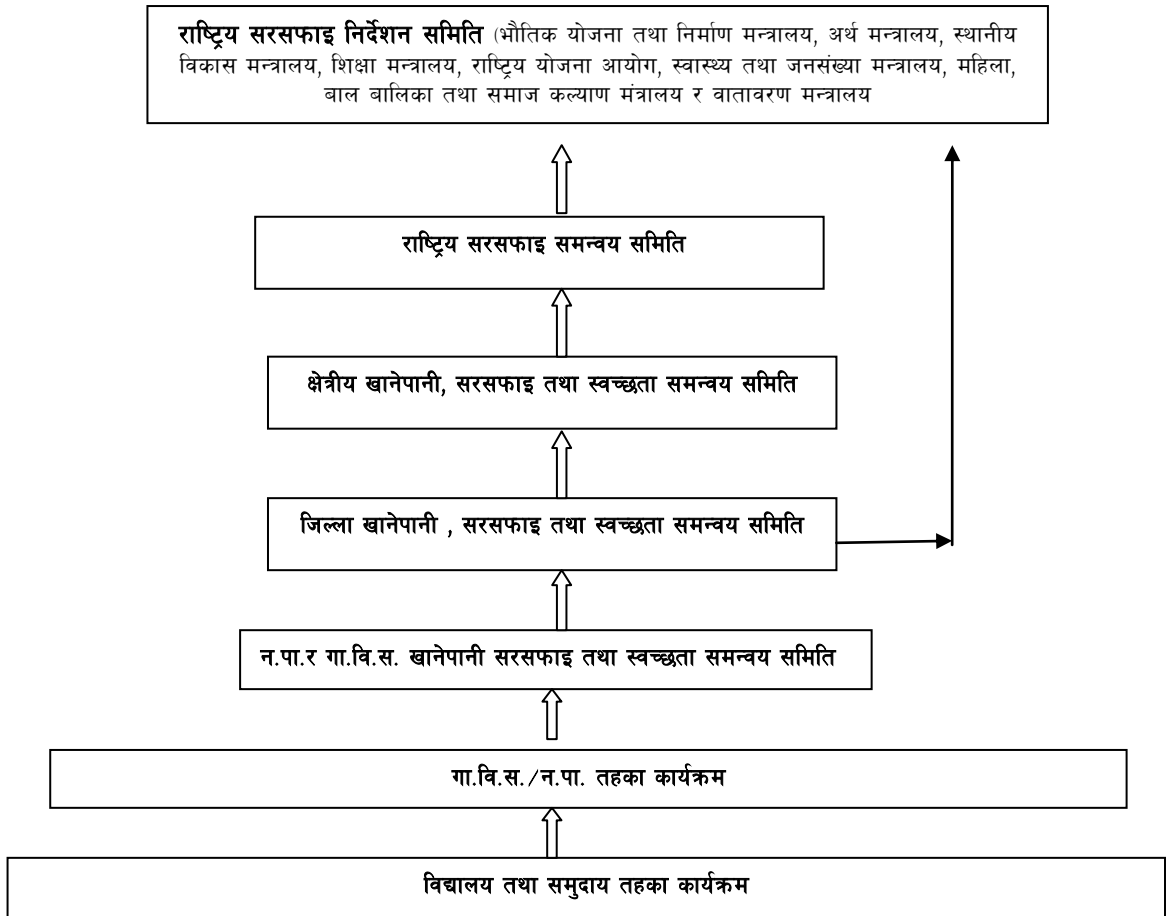 राष्ट्रिय सरसफाइ निर्देशन समिति (भौतिक योजना तथा निर्माण मन्त्रालय, अर्थ मन्त्रालय, स्थानीय
विकास मन्त्रालय, शिक्षा मन्त्रालय, राष्ट्रिय योजना आयोग, स्वास्थ्य तथा जनसंख्या मन्त्रालय, महिला,
बाल बालिका तथा समाज कल्याण मंत्रालय र वातावरण मन्त्रालय
राष्ट्रिय सरसफाइ समन्वय समिति
क्षेत्रीय खानेपानी, सरसफाइ तथा स्वच्छता समन्वय समिति
जिल्ला खानेपानी , सरसफाइ तथा स्वच्छता समन्वय समिति
न.पा.र गा.वि.स. खानेपानी सरसफाइ तथा स्वच्छता समन्वय समिति
गा.वि.स./न.पा. तहका कार्यक्रम
विद्यालय तथा समुदाय तहका कार्यक्रम